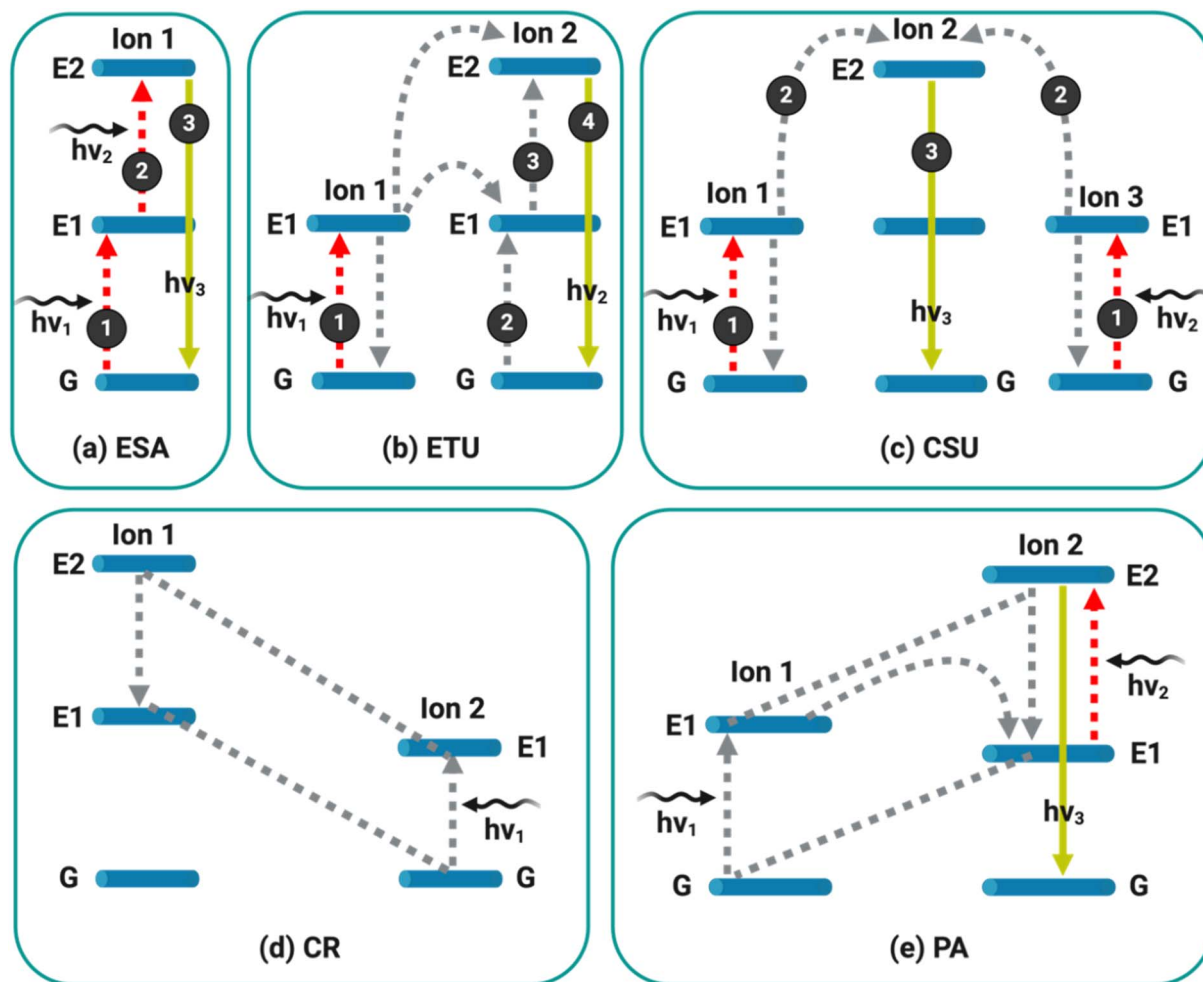 Ion 1
E2
hv₂
3
2
E1
hv₃
hv₁
1
G
(a) ESA
Ion 2
E2
4
3
Ion 1
E1
E1
hv₂
hv₁
1
2
G
G
(b) ETU
Ion 2
E2
2
2
3
Ion 1
Ion 3
E1
E1
hv₁
1
hv₃
1
hv₂
G
G
G
(c) CSU
Ion 1
E2
E1
Ion 2
E1
hv₁
G
G
(d) CR
Ion 2
E2
hv₂
Ion 1
E1
E1
hv₁
hv₃
G
G
(e) PA